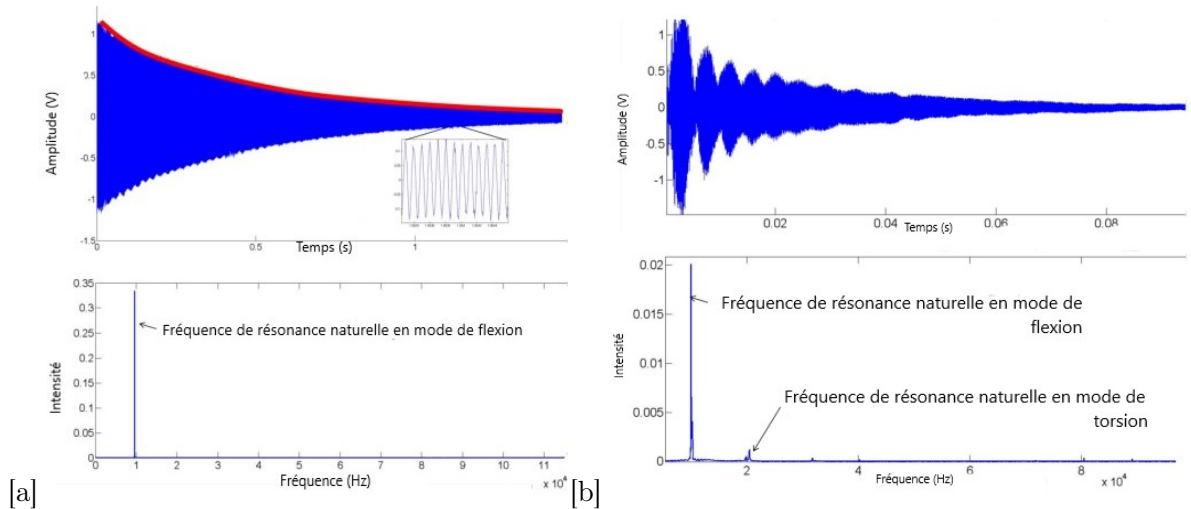 1
0.5
0
-0.5
-1
-1.5
Amplitude (V)
0
0.5
1
Temps (s)
0.35
0.3
0.25
0.2
0.15
0.1
0.05
0
Intensité
Fréquence de résonance naturelle en mode de flexion
0 1 2 3 4 5 6 7 8 9 10 11
Fréquence (Hz)
x 10⁴
[a]
1
0.5
0
-0.5
-1
Amplitude (V)
0.02 0.04 0.06 0.08
Temps (s)
0.02
0.015
0.01
0.005
0
Intensité
Fréquence de résonance naturelle en mode de
flexion
Fréquence de résonance naturelle en mode de
torsion
2 4 6 8
Fréquence (Hz)
x 10⁴
[b]